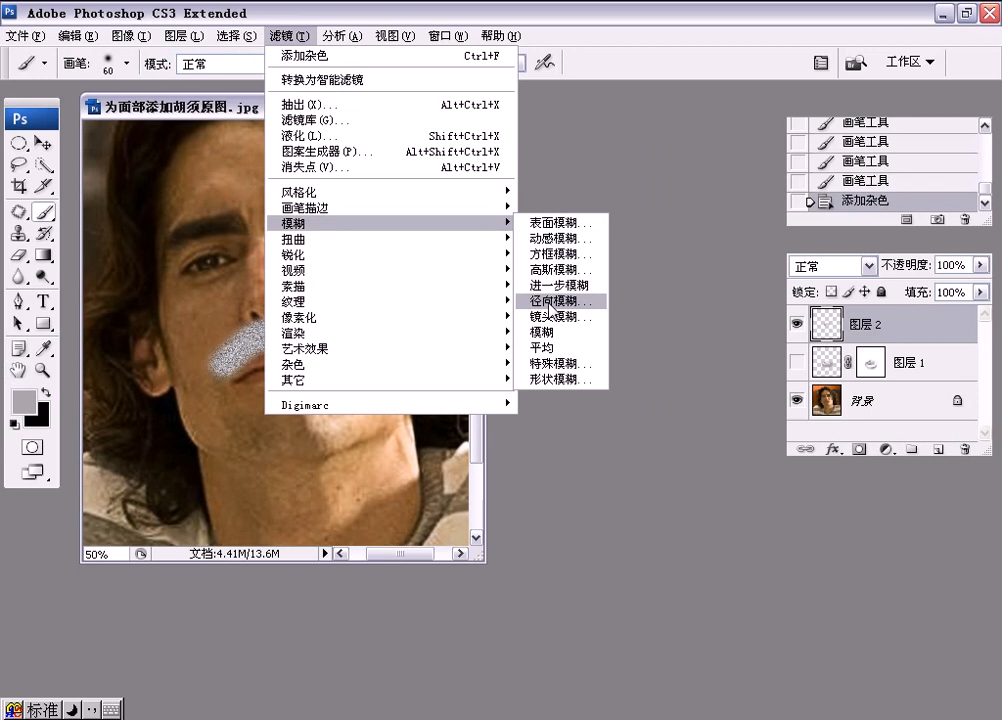 Ps Adobe Photoshop CS3 Extended
文件(F) 编辑(E) 图像(I) 图层(L) 选择(S) 滤镜(T) 分析(A) 视图(V) 窗口(W) 帮助(H)
画笔: 60 模式: 正常 工作区
Ps
为面部添加胡须原图.jpg
添加杂色 Ctrl+F
转换为智能滤镜
抽出(X)... Alt+Ctrl+X
滤镜库(G)...
液化(L)... Shift+Ctrl+X
图案生成器(P)... Alt+Shift+Ctrl+X
消失点(V)... Alt+Ctrl+V
风格化
画笔描边
模糊
扭曲
锐化
视频
素描
纹理
像素化
渲染
艺术效果
杂色
其它
Digimarc
表面模糊...
动感模糊...
方框模糊...
高斯模糊...
进一步模糊
径向模糊...
镜头模糊...
模糊
平均
特殊模糊...
形状模糊...
画笔工具
画笔工具
画笔工具
画笔工具
添加杂色
正常 不透明度: 100%
锁定: 填充: 100%
图层 2
图层 1
背景
50% 文档:4.41M/13.6M
标准